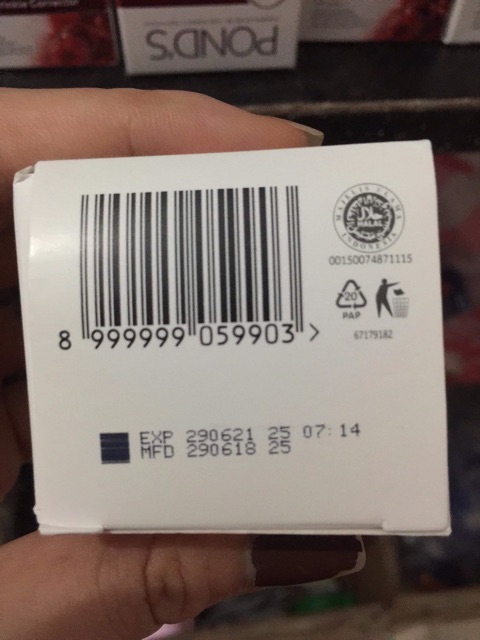 POND'S
MAJELIS ULAMA
HALAL
INDONESIA
00150074871115
20
PAP
67179182
8 999999 059903 >
EXP 290621 25 07:14
MFD 290618 25